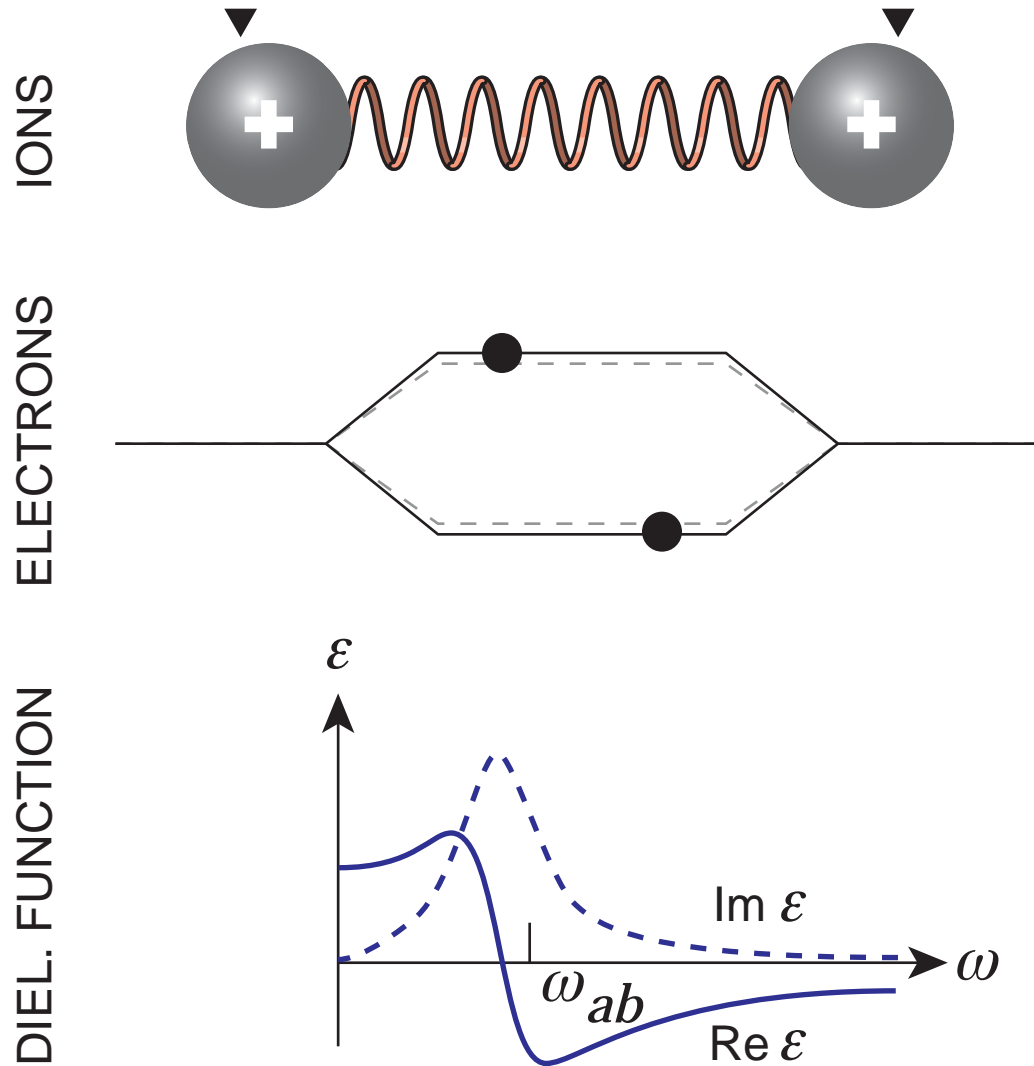 IONS
+
+
ELECTRONS
DIEL. FUNCTION
ε
Im ε
ω
ω_ab
Re ε